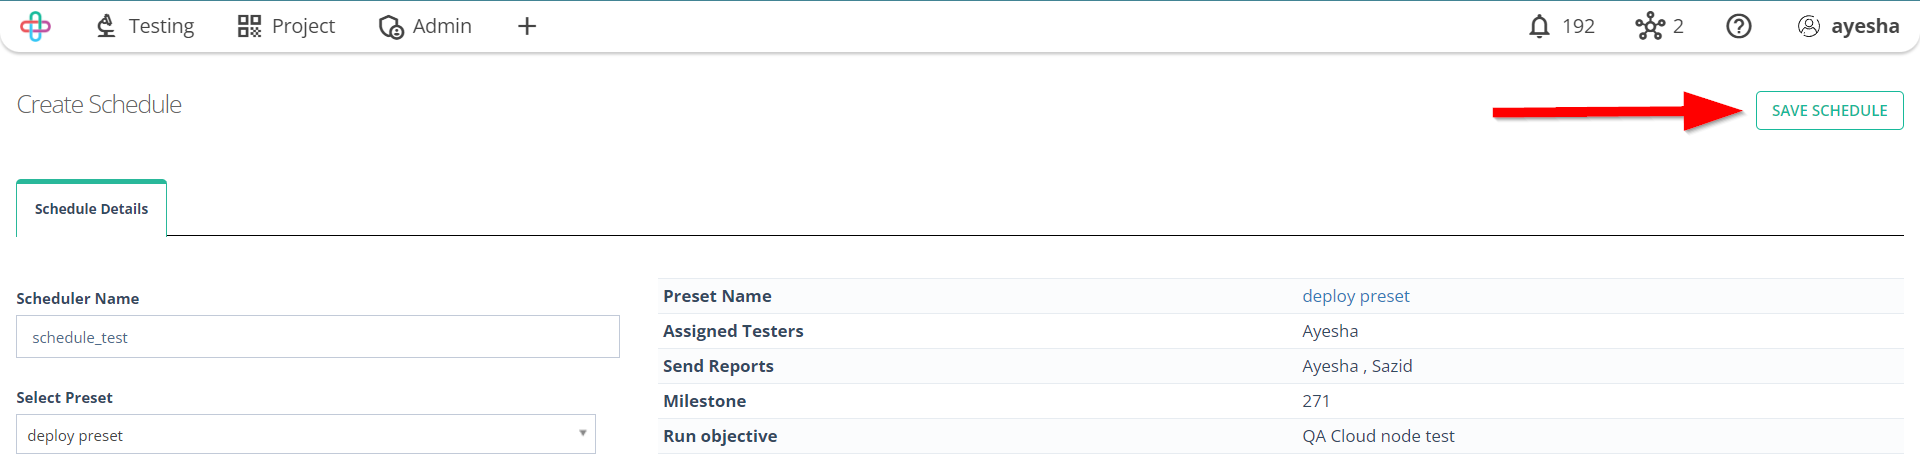 Testing Project Admin 192 2 ayesha
Create Schedule
SAVE SCHEDULE
Schedule Details
Scheduler Name
schedule_test
Select Preset
deploy preset
Preset Name deploy preset
Assigned Testers Ayesha
Send Reports Ayesha , Sazid
Milestone 271
Run objective QA Cloud node test